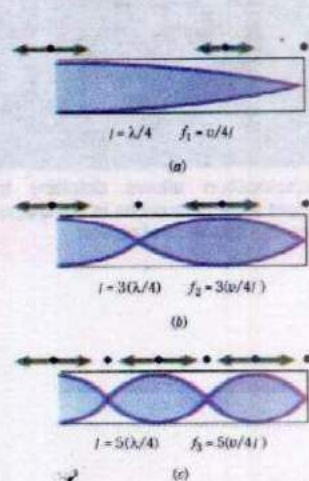 l = λ/4 f₁ = υ/4l
(a)
l = 3(λ/4) f₂ = 3(υ/4l)
(b)
l = 5(λ/4) f₃ = 5(υ/4l)
(c)